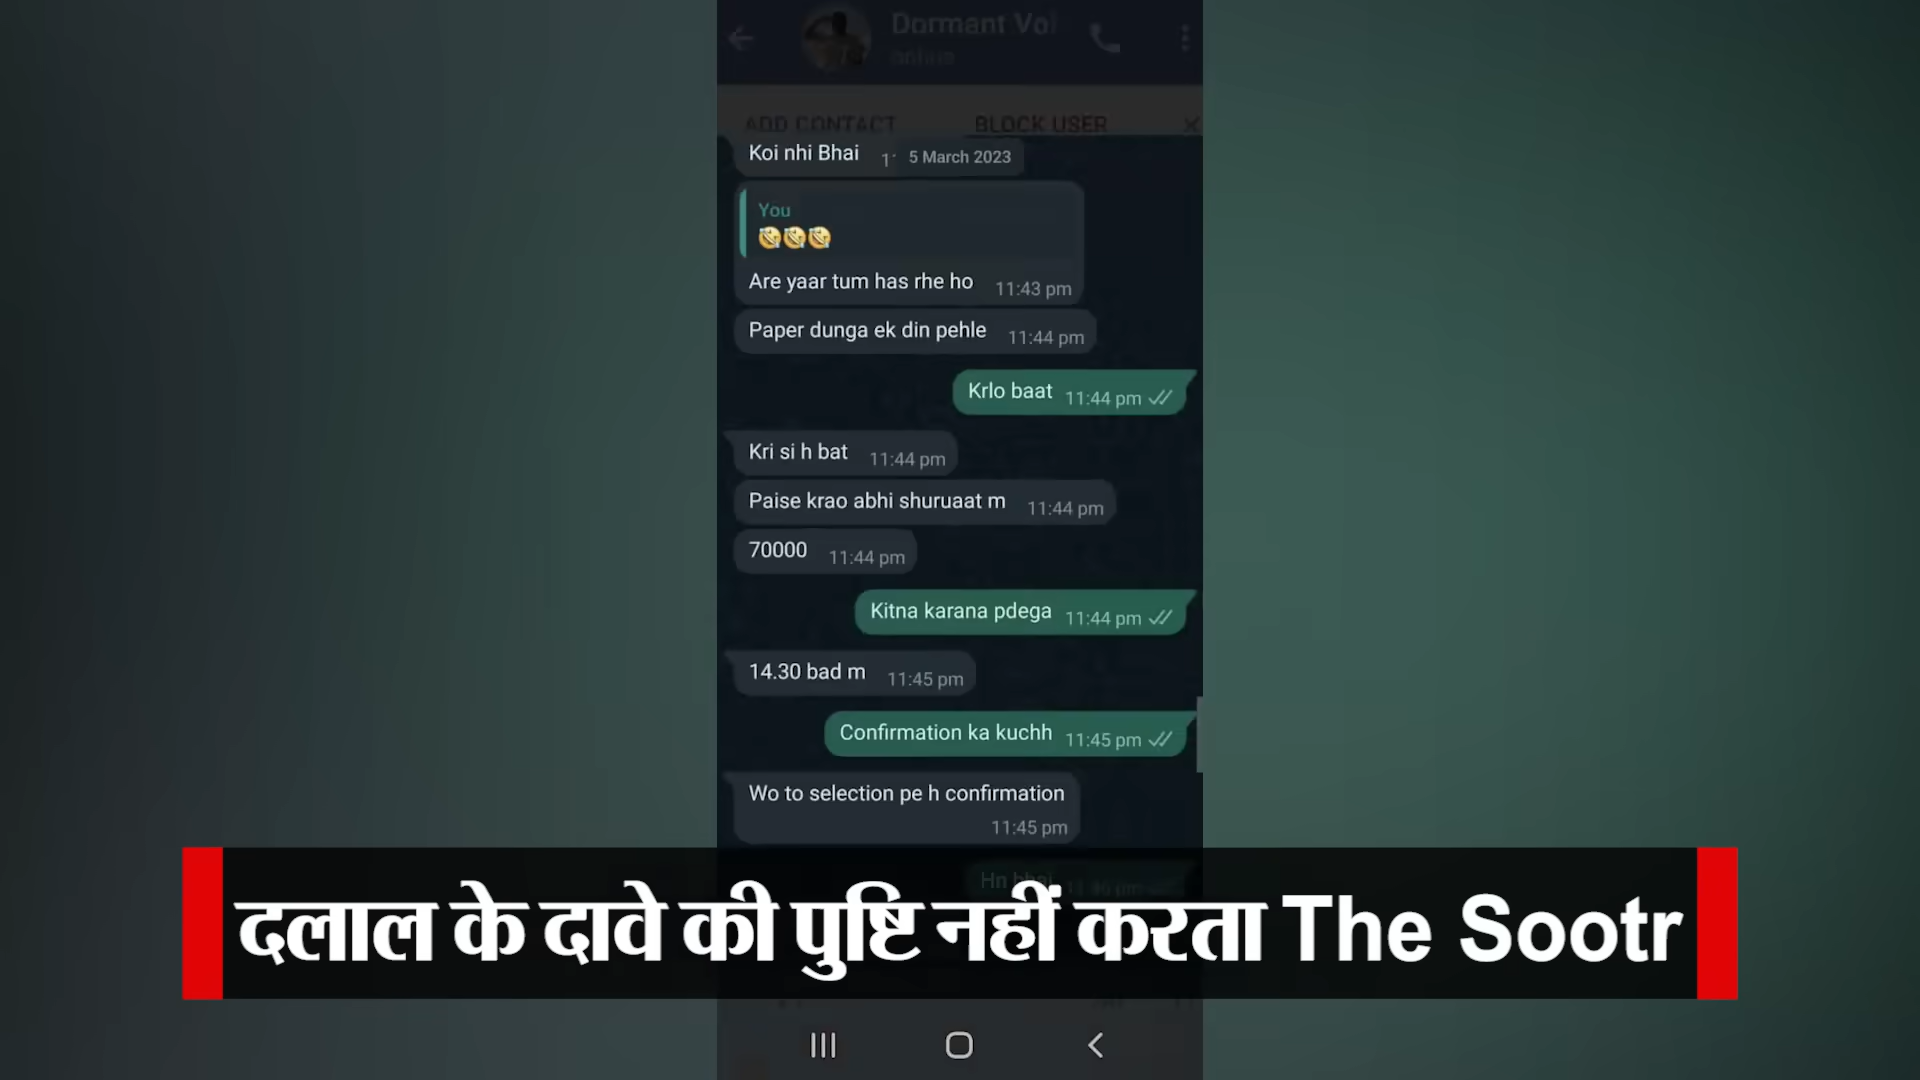 Dormant Vol
online
ADD CONTACT BLOCK USER
Koi nhi Bhai
5 March 2023
You
🤣🤣🤣
Are yaar tum has rhe ho 11:43 pm
Paper dunga ek din pehle 11:44 pm
Krlo baat 11:44 pm
Kri si h bat 11:44 pm
Paise krao abhi shuruaat m 11:44 pm
70000 11:44 pm
Kitna karana pdega 11:44 pm
14.30 bad m 11:45 pm
Confirmation ka kuchh 11:45 pm
Wo to selection pe h confirmation
11:45 pm
Hn bhai
दलाल के दावे की पुष्टि नहीं करता The Sootr